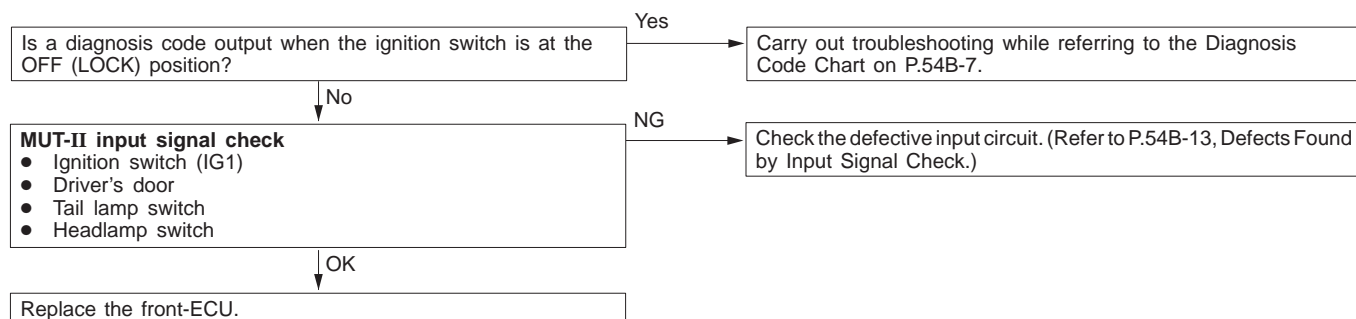 Yes
Is a diagnosis code output when the ignition switch is at the
OFF (LOCK) position?
Carry out troubleshooting while referring to the Diagnosis
Code Chart on P.54B-7.
No
NG
MUT-II input signal check
● Ignition switch (IG1)
● Driver's door
● Tail lamp switch
● Headlamp switch
Check the defective input circuit. (Refer to P.54B-13, Defects Found
by Input Signal Check.)
OK
Replace the front-ECU.